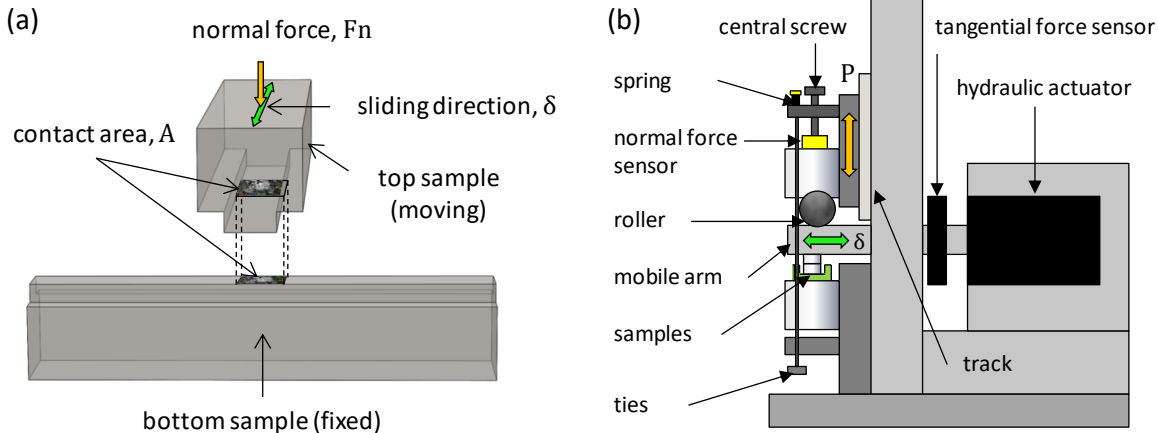 (a)
normal force, Fn
sliding direction, δ
contact area, A
top sample
(moving)
bottom sample (fixed)
(b)
central screw
tangential force sensor
P
spring
hydraulic actuator
normal force
sensor
roller
δ
mobile arm
samples
track
ties